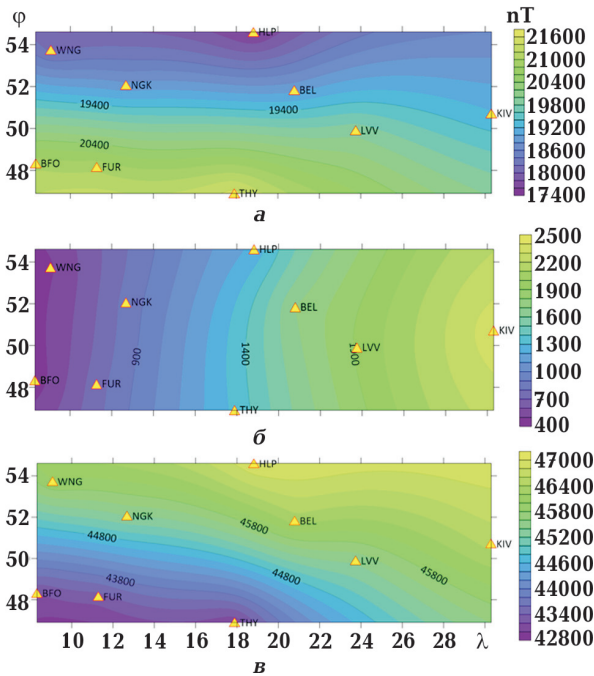 φ
nT
54
52
50
48
HLP
WNG
NGK
BEL
KIV
19400
19400
LVV
20400
BFO
FUR
THY
21600
21000
20400
19800
19200
18600
18000
17400
а
54
52
50
48
HLP
WNG
NGK
BEL
KIV
900
1400
LVV
BFO
FUR
THY
2500
2200
1900
1600
1300
1000
700
400
б
54
52
50
48
HLP
WNG
NGK
45800
BEL
KIV
44800
LVV
44800
45800
43800
BFO
FUR
THY
47000
46400
45800
45200
44600
44000
43400
42800
10 12 14 16 18 20 22 24 26 28 λ
в